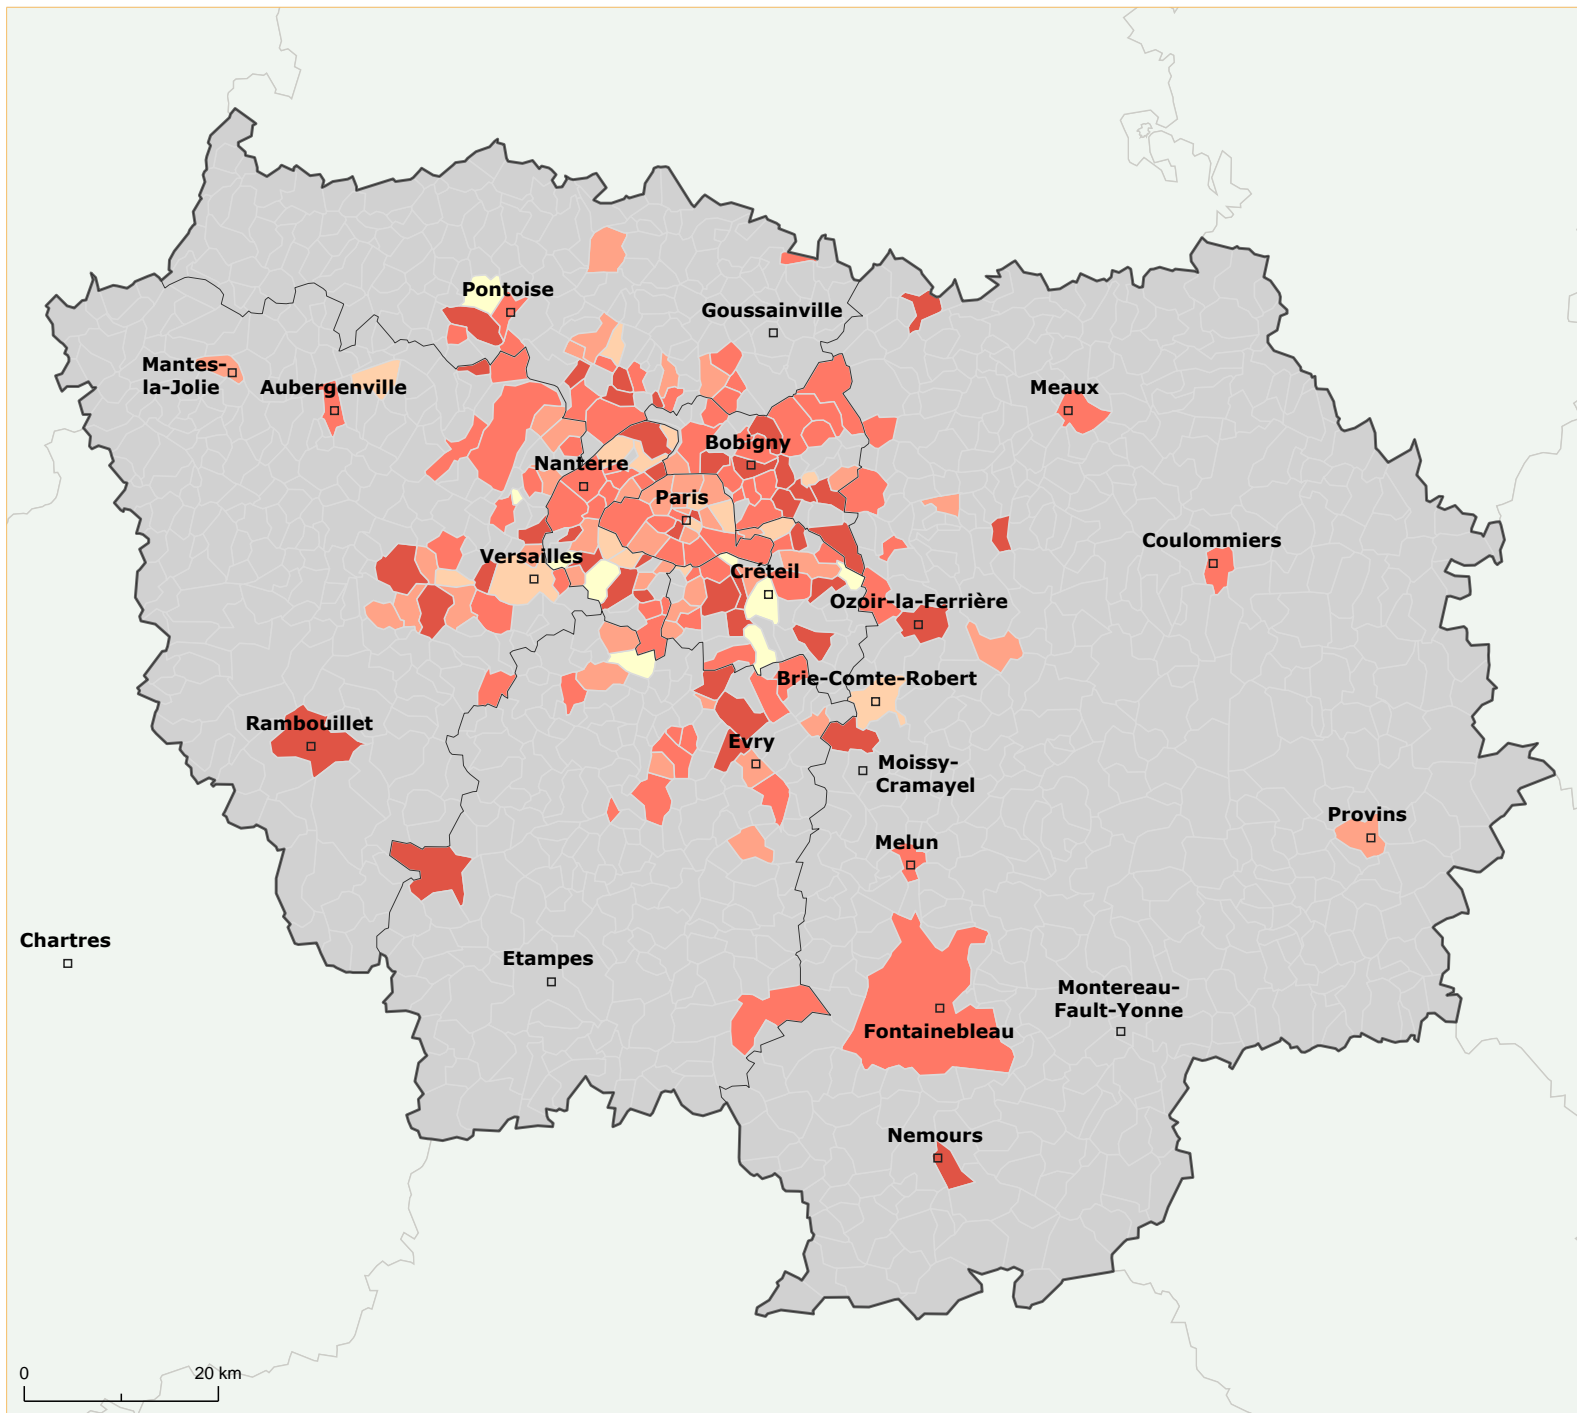 Pontoise
Goussainville
Mantes-
la-Jolie
Aubergenville
Meaux
Bobigny
Nanterre
Paris
Coulommiers
Versailles
Créteil
Ozoir-la-Ferrière
Brie-Comte-Robert
Rambouillet
Evry
Moissy-
Cramayel
Provins
Melun
Chartres
Etampes
Montereau-
Fault-Yonne
Fontainebleau
Nemours
0 20 km